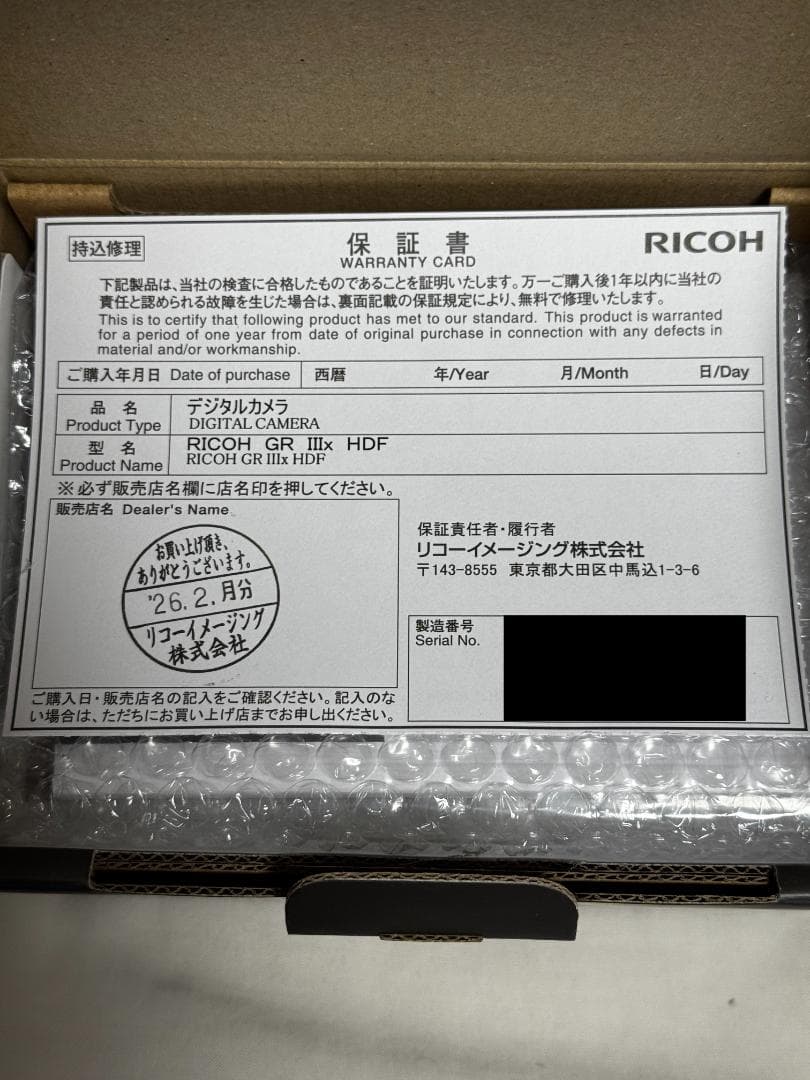 持込修理
保証書
WARRANTY CARD
RICOH
下記製品は、当社の検査に合格したものであることを証明いたします。万一ご購入後1年以内に当社の
責任と認められる故障を生じた場合は、裏面記載の保証規定により、無料で修理いたします。
This is to certify that following product has met to our standard. This product is warranted
for a period of one year from date of original purchase in connection with any defects in
material and/or workmanship.
ご購入年月日 Date of purchase 西暦 年/Year 月/Month 日/Day
品名 デジタルカメラ
Product Type DIGITAL CAMERA
型名 RICOH GR IIIx HDF
Product Name RICOH GR IIIx HDF
※必ず販売店名欄に店名印を押してください。
販売店名 Dealer's Name
お買い上げ頂き、
ありがとうございます。
'26.2.月分
リコーイメージング
株式会社
保証責任者・履行者
リコーイメージング株式会社
〒143-8555 東京都大田区中馬込1-3-6
製造番号
Serial No.
ご購入日・販売店名の記入をご確認ください。記入のな
い場合は、ただちにお買い上げ店までお申し出ください。